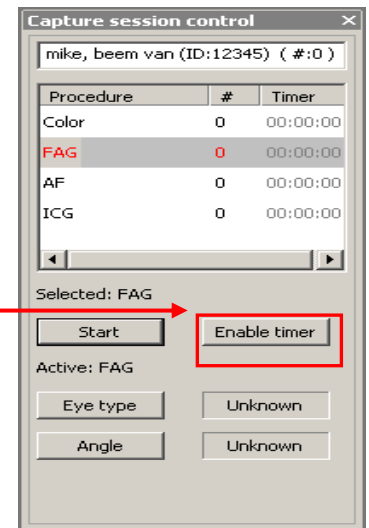 Capture session control ×
mike, beem van (ID:12345) ( #:0 )
Procedure # Timer
Color 0 00:00:00
FAG 0 00:00:00
AF 0 00:00:00
ICG 0 00:00:00
Selected: FAG
Start Enable timer
Active: FAG
Eye type Unknown
Angle Unknown